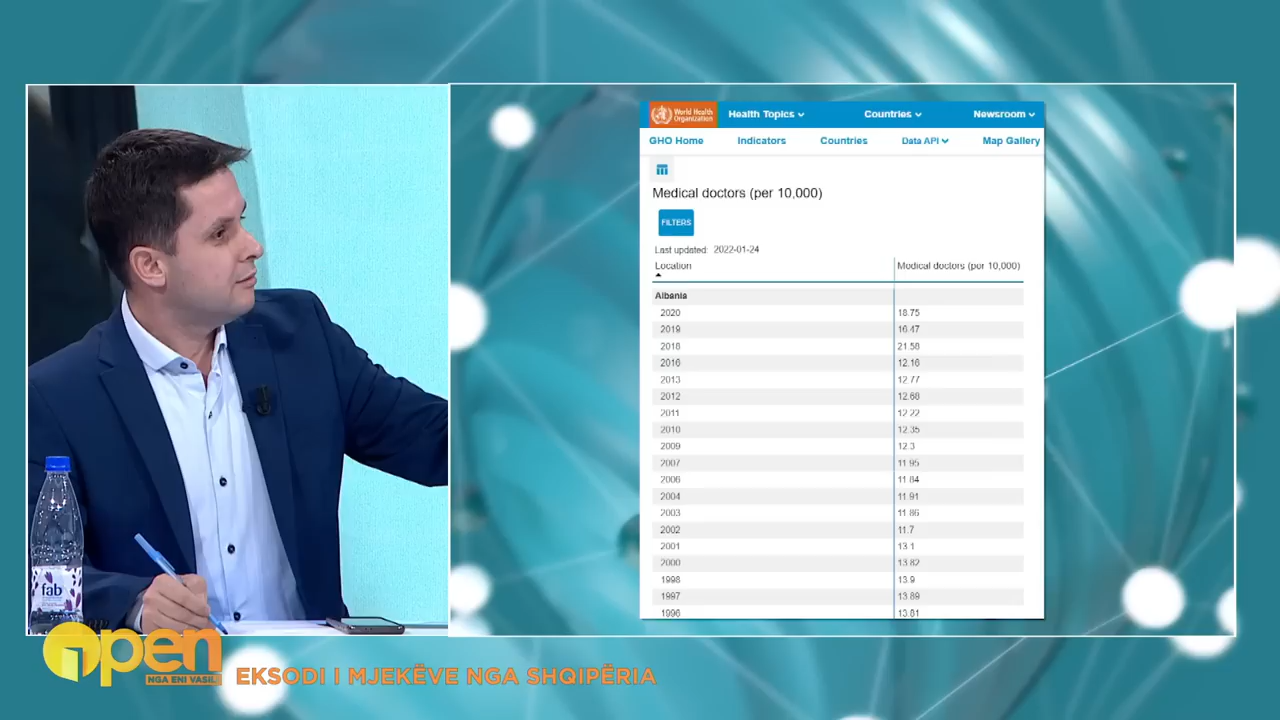 World Health
Organization
Health Topics
Countries
Newsroom
GHO Home
Indicators
Countries
Data API
Map Gallery
Medical doctors (per 10,000)
FILTERS
Last updated: 2022-01-24
Location Medical doctors (per 10,000)
Albania
2020 18.75
2019 16.47
2018 21.58
2016 12.16
2013 12.77
2012 12.68
2011 12.22
2010 12.35
2009 12.3
2007 11.95
2006 11.84
2004 11.91
2003 11.86
2002 11.7
2001 13.1
2000 13.82
1998 13.9
1997 13.89
1996 13.81
fab
Open
NGA ENI VASILI
EKSODI I MJEKËVE NGA SHQIPËRIA